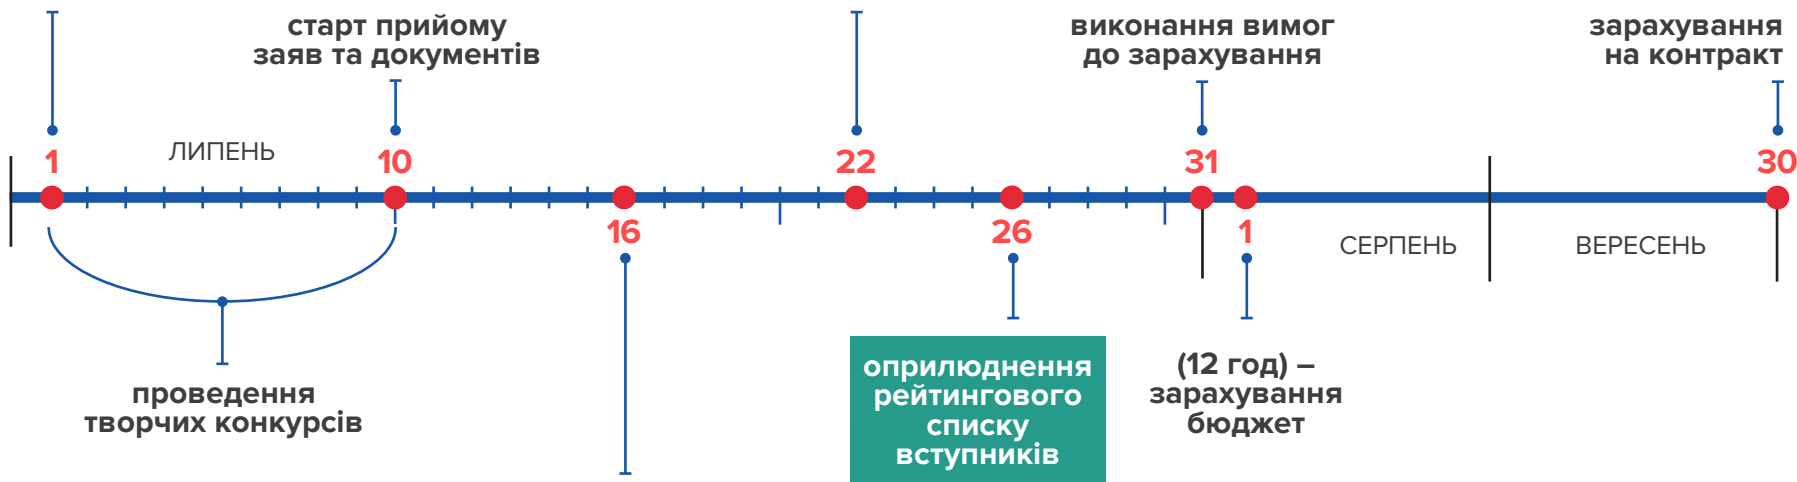 старт прийому
заяв та документів
виконання вимог
до зарахування
зарахування
на контракт
1
ЛИПЕНЬ
10
22
31
30
16
26
1
СЕРПЕНЬ
ВЕРЕСЕНЬ
проведення
творчих конкурсів
оприлюднення
рейтингового
списку
вступників
(12 год) –
зарахування
бюджет